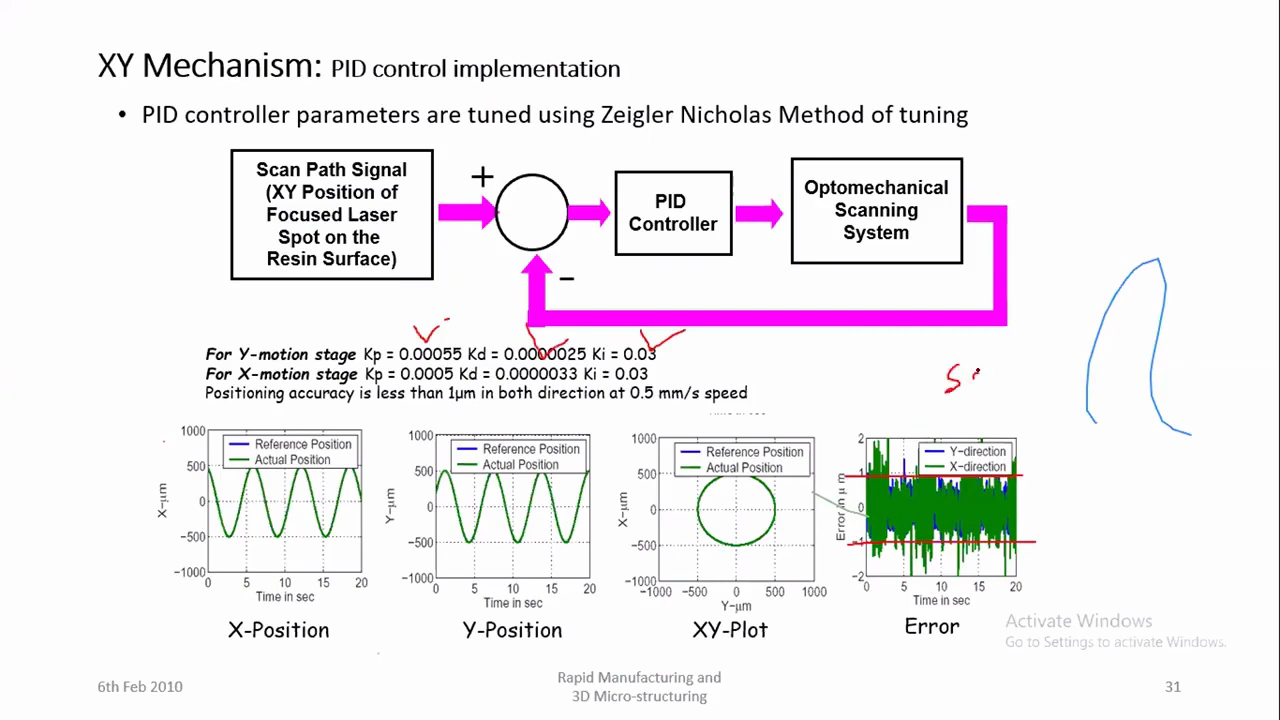 XY Mechanism: PID control implementation
• PID controller parameters are tuned using Zeigler Nicholas Method of tuning
Scan Path Signal
(XY Position of
Focused Laser
Spot on the
Resin Surface)
+
−
PID
Controller
Optomechanical
Scanning
System
For Y-motion stage Kp = 0.00055 Kd = 0.0000025 Ki = 0.03
For X-motion stage Kp = 0.0005 Kd = 0.0000033 Ki = 0.03
Positioning accuracy is less than 1μm in both direction at 0.5 mm/s speed
S
1000
500
0
−500
−1000
X-μm
Reference Position
Actual Position
0 5 10 15 20
Time in sec
X-Position
1000
500
0
−500
−1000
Y-μm
Reference Position
Actual Position
0 5 10 15 20
Time in sec
Y-Position
1000
500
0
−500
−1000
X-μm
Reference Position
Actual Position
−1000 −500 0 500 1000
Y-μm
XY-Plot
2
1
0
−1
−2
Error in μ m
Y-direction
X-direction
0 5 10 15 20
Time in sec
Error
Activate Windows
Go to Settings to activate Windows.
6th Feb 2010
Rapid Manufacturing and
3D Micro-structuring
31